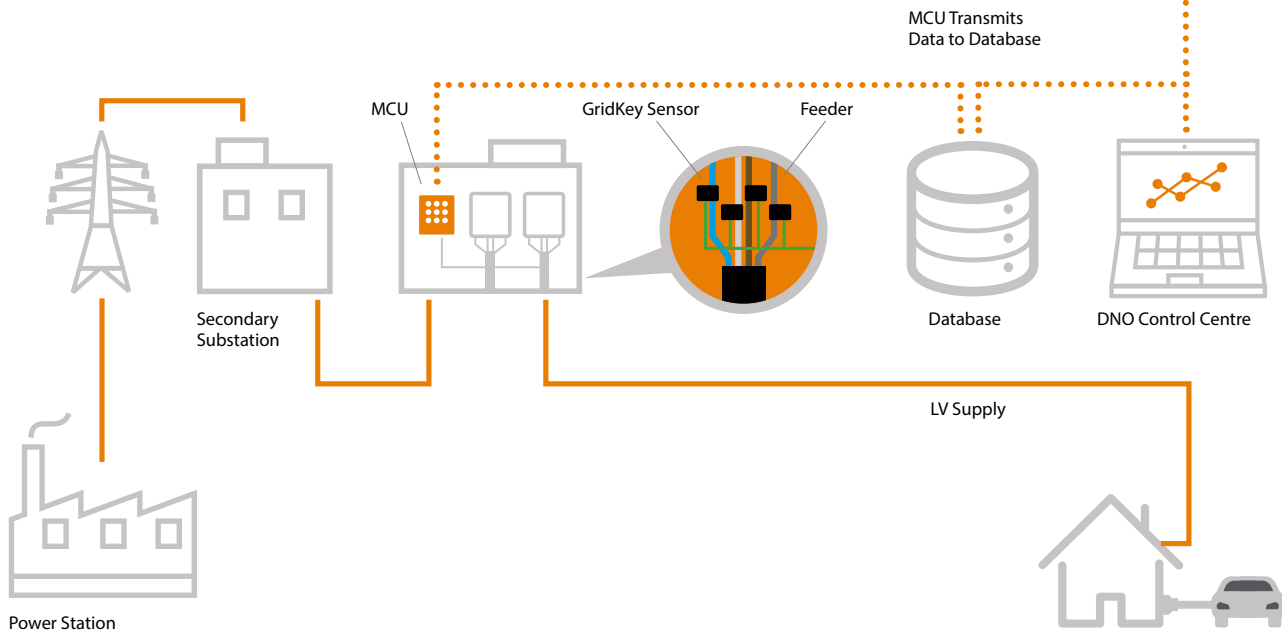 MCU Transmits
Data to Database
MCU
GridKey Sensor
Feeder
Secondary
Substation
Database
DNO Control Centre
LV Supply
Power Station